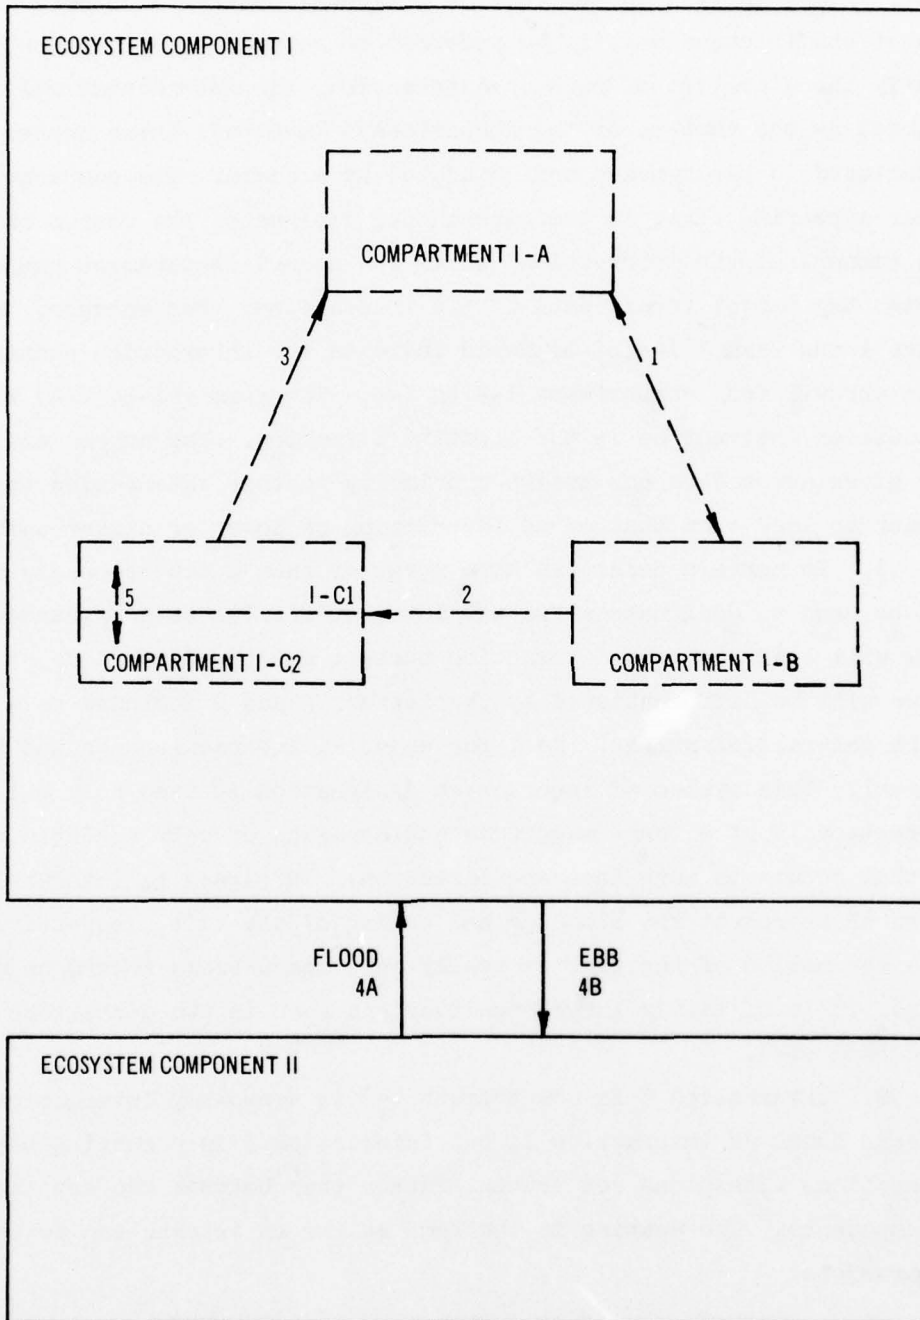 ECOSYSTEM COMPONENT I
COMPARTMENT I-A
3
1
5
I-C1
2
COMPARTMENT I-C2
COMPARTMENT I-B
FLOOD
4A
EBB
4B
ECOSYSTEM COMPONENT II